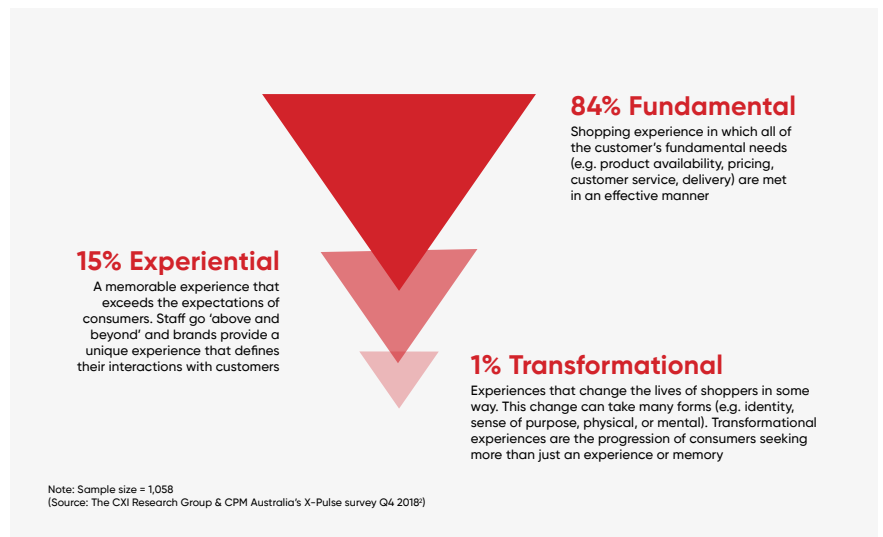 84% Fundamental
Shopping experience in which all of
the customer’s fundamental needs
(e.g. product availability, pricing,
customer service, delivery) are met
in an effective manner
15% Experiential
A memorable experience that
exceeds the expectations of
consumers. Staff go ‘above and
beyond’ and brands provide a
unique experience that defines
their interactions with customers
1% Transformational
Experiences that change the lives of shoppers in some
way. This change can take many forms (e.g. identity,
sense of purpose, physical, or mental). Transformational
experiences are the progression of consumers seeking
more than just an experience or memory
Note: Sample size = 1,058
(Source: The CXI Research Group & CPM Australia’s X-Pulse survey Q4 2018²)